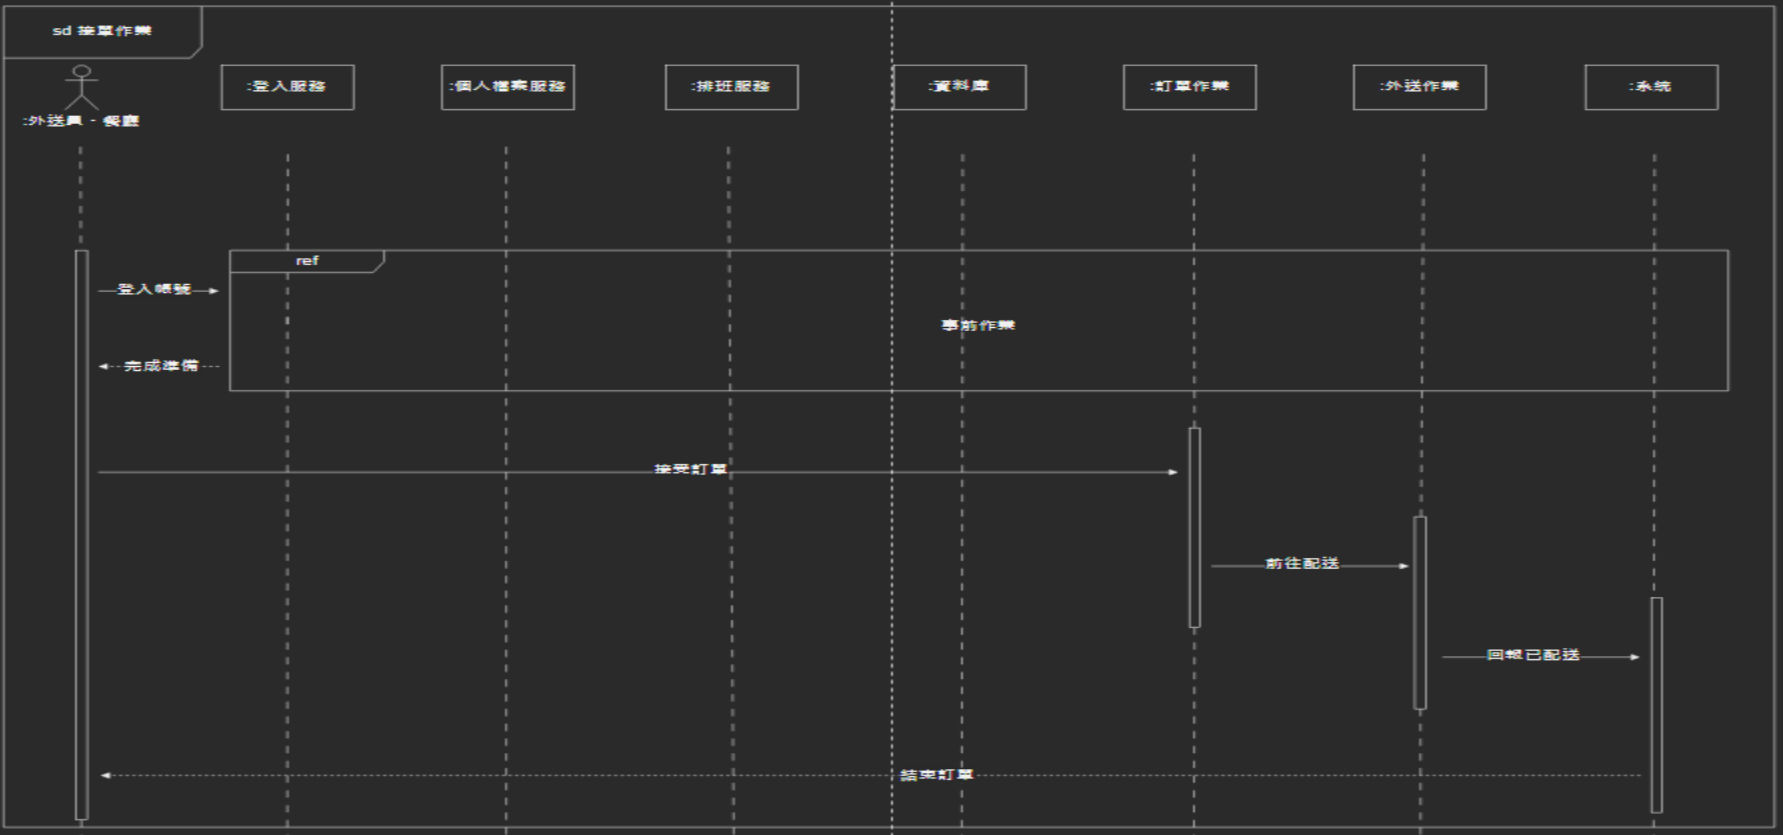 sd 接單作業
:外送員、餐廳
:登入服務
:個人檔案服務
:排班服務
:資料庫
:訂單作業
:外送作業
:系統
ref
登入帳號
事前作業
完成準備
接受訂單
前往配送
回報已配送
結束訂單